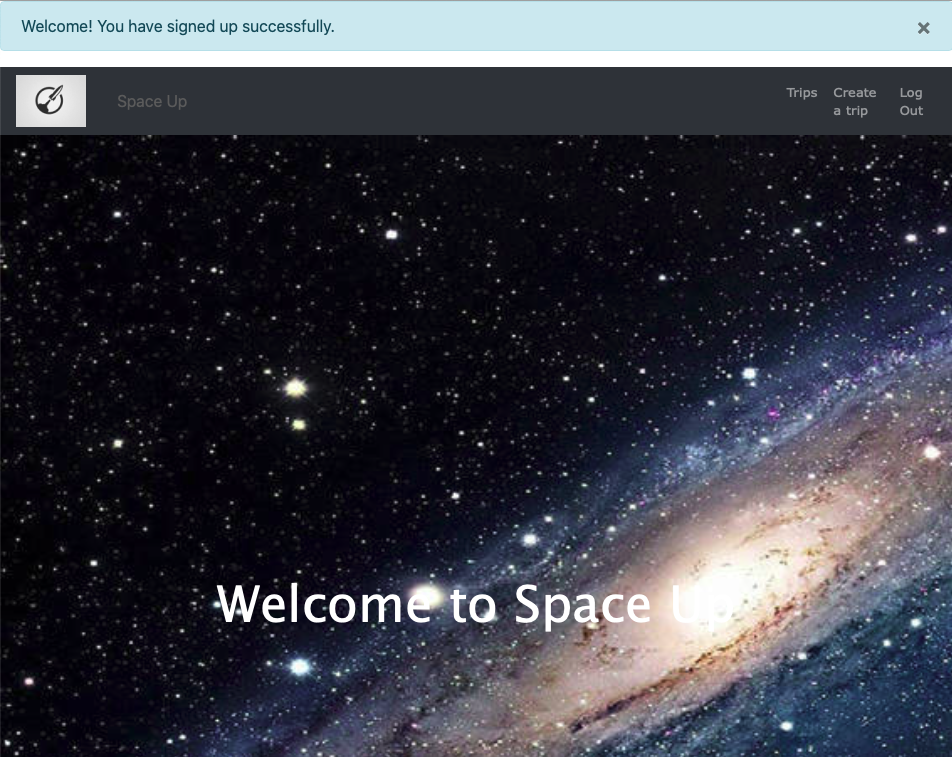 Welcome! You have signed up successfully.
×
Space Up
Trips
Create
a trip
Log
Out
Welcome to Space Up